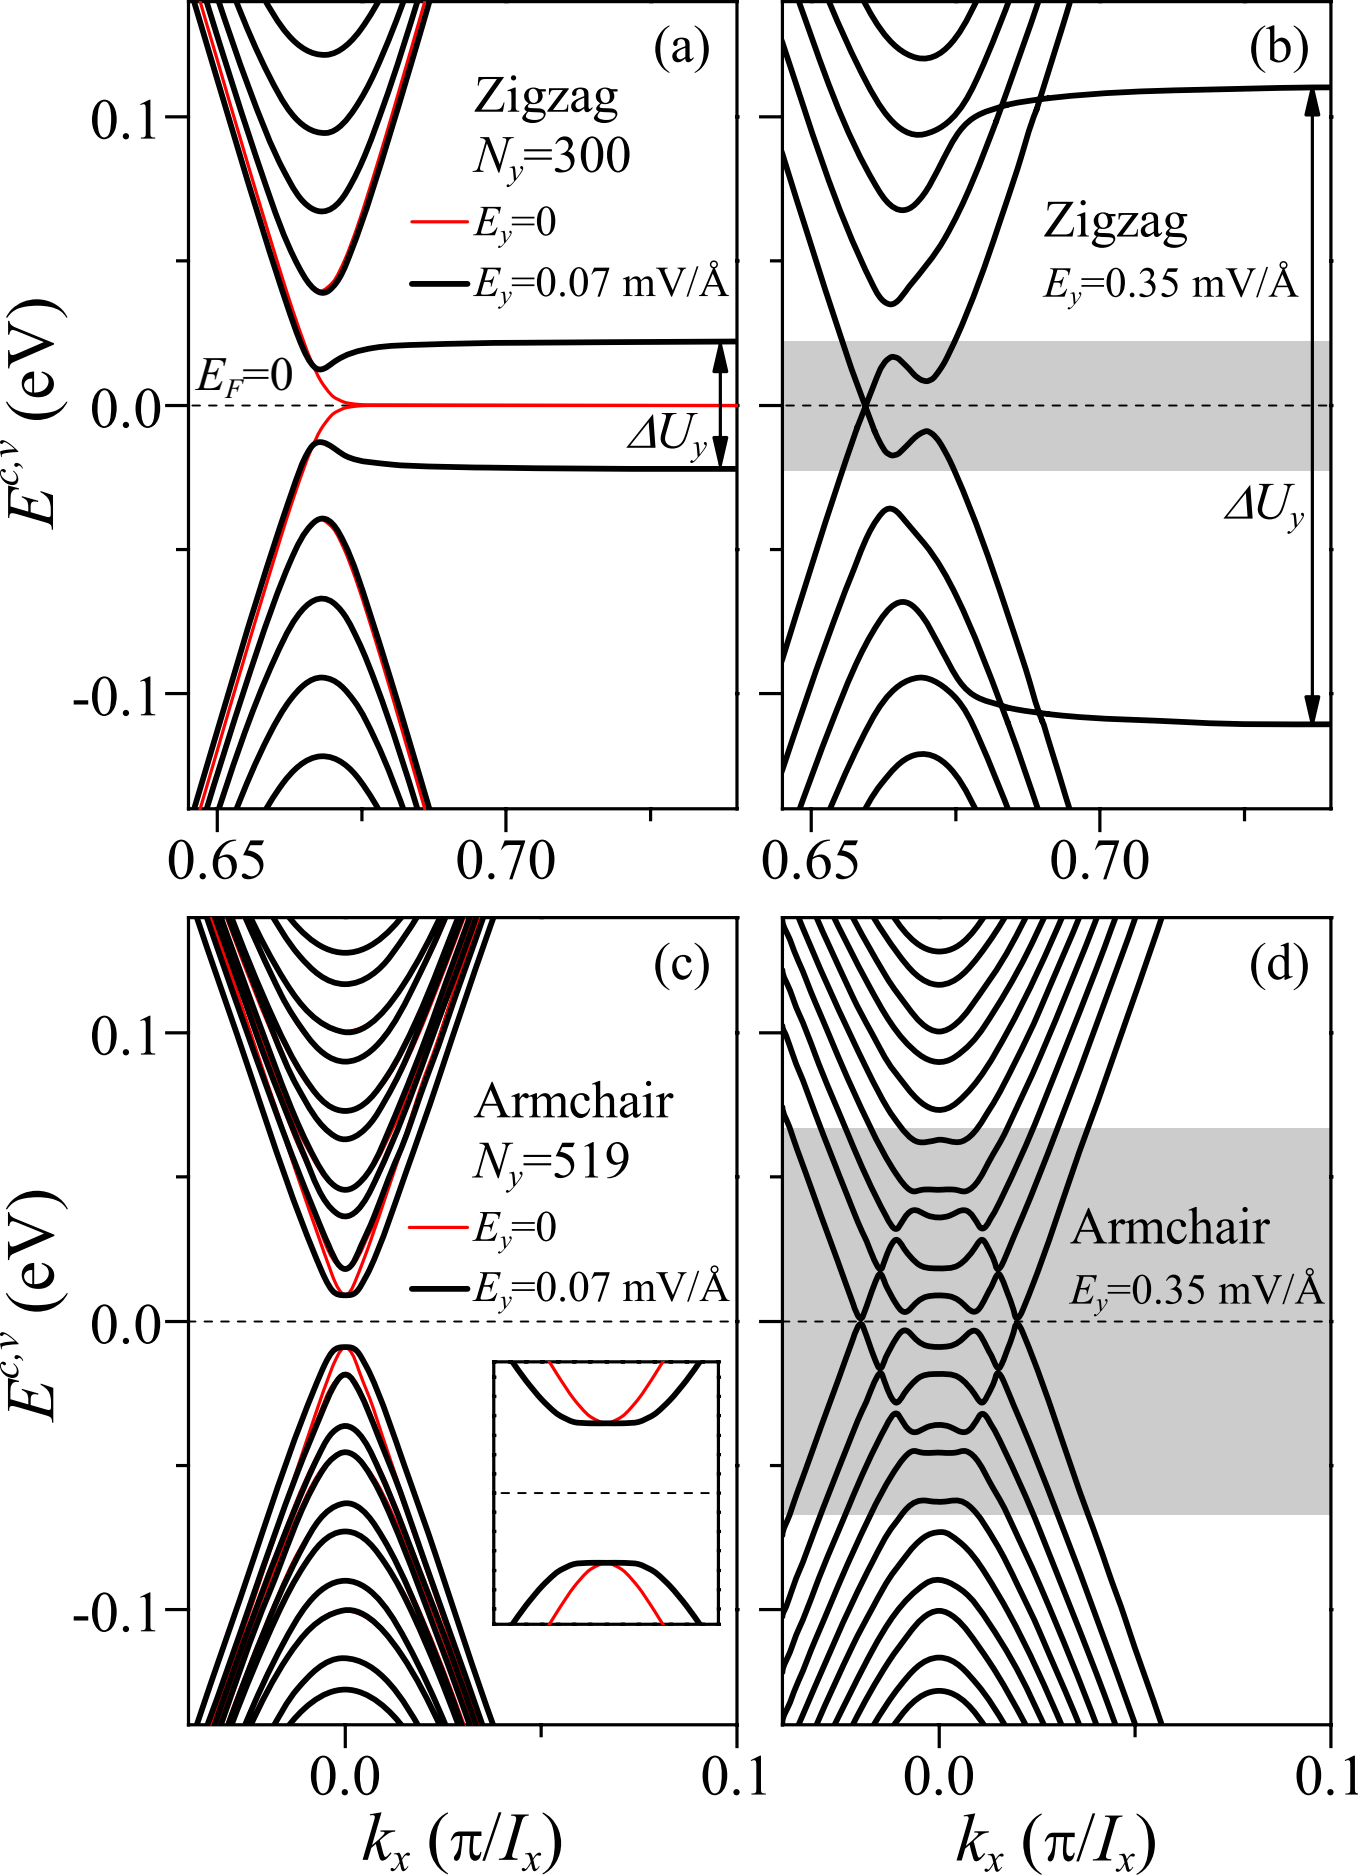 (a)
Zigzag
N_y=300
E_y=0
E_y=0.07 mV/Å
E_F=0
ΔU_y
0.1
0.0
-0.1
E^c,v (eV)
0.65
0.70
(b)
Zigzag
E_y=0.35 mV/Å
ΔU_y
0.65
0.70
(c)
Armchair
N_y=519
E_y=0
E_y=0.07 mV/Å
0.1
0.0
-0.1
E^c,v (eV)
0.0
0.1
k_x (π/I_x)
(d)
Armchair
E_y=0.35 mV/Å
0.0
0.1
k_x (π/I_x)